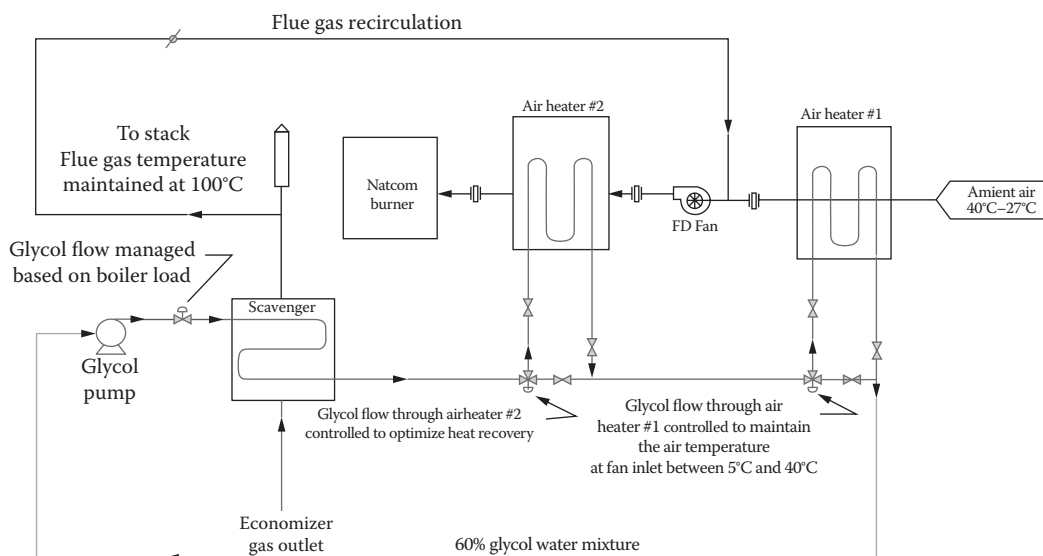 Flue gas recirculation
Air heater #2
Air heater #1
To stack
Flue gas temperature
maintained at 100°C
Natcom
burner
FD Fan
Amient air
40°C–27°C
Glycol flow managed
based on boiler load
Scavenger
Glycol
pump
Glycol flow through airheater #2
controlled to optimize heat recovery
Glycol flow through air
heater #1 controlled to maintain
the air temperature
at fan inlet between 5°C and 40°C
Economizer
gas outlet
60% glycol water mixture